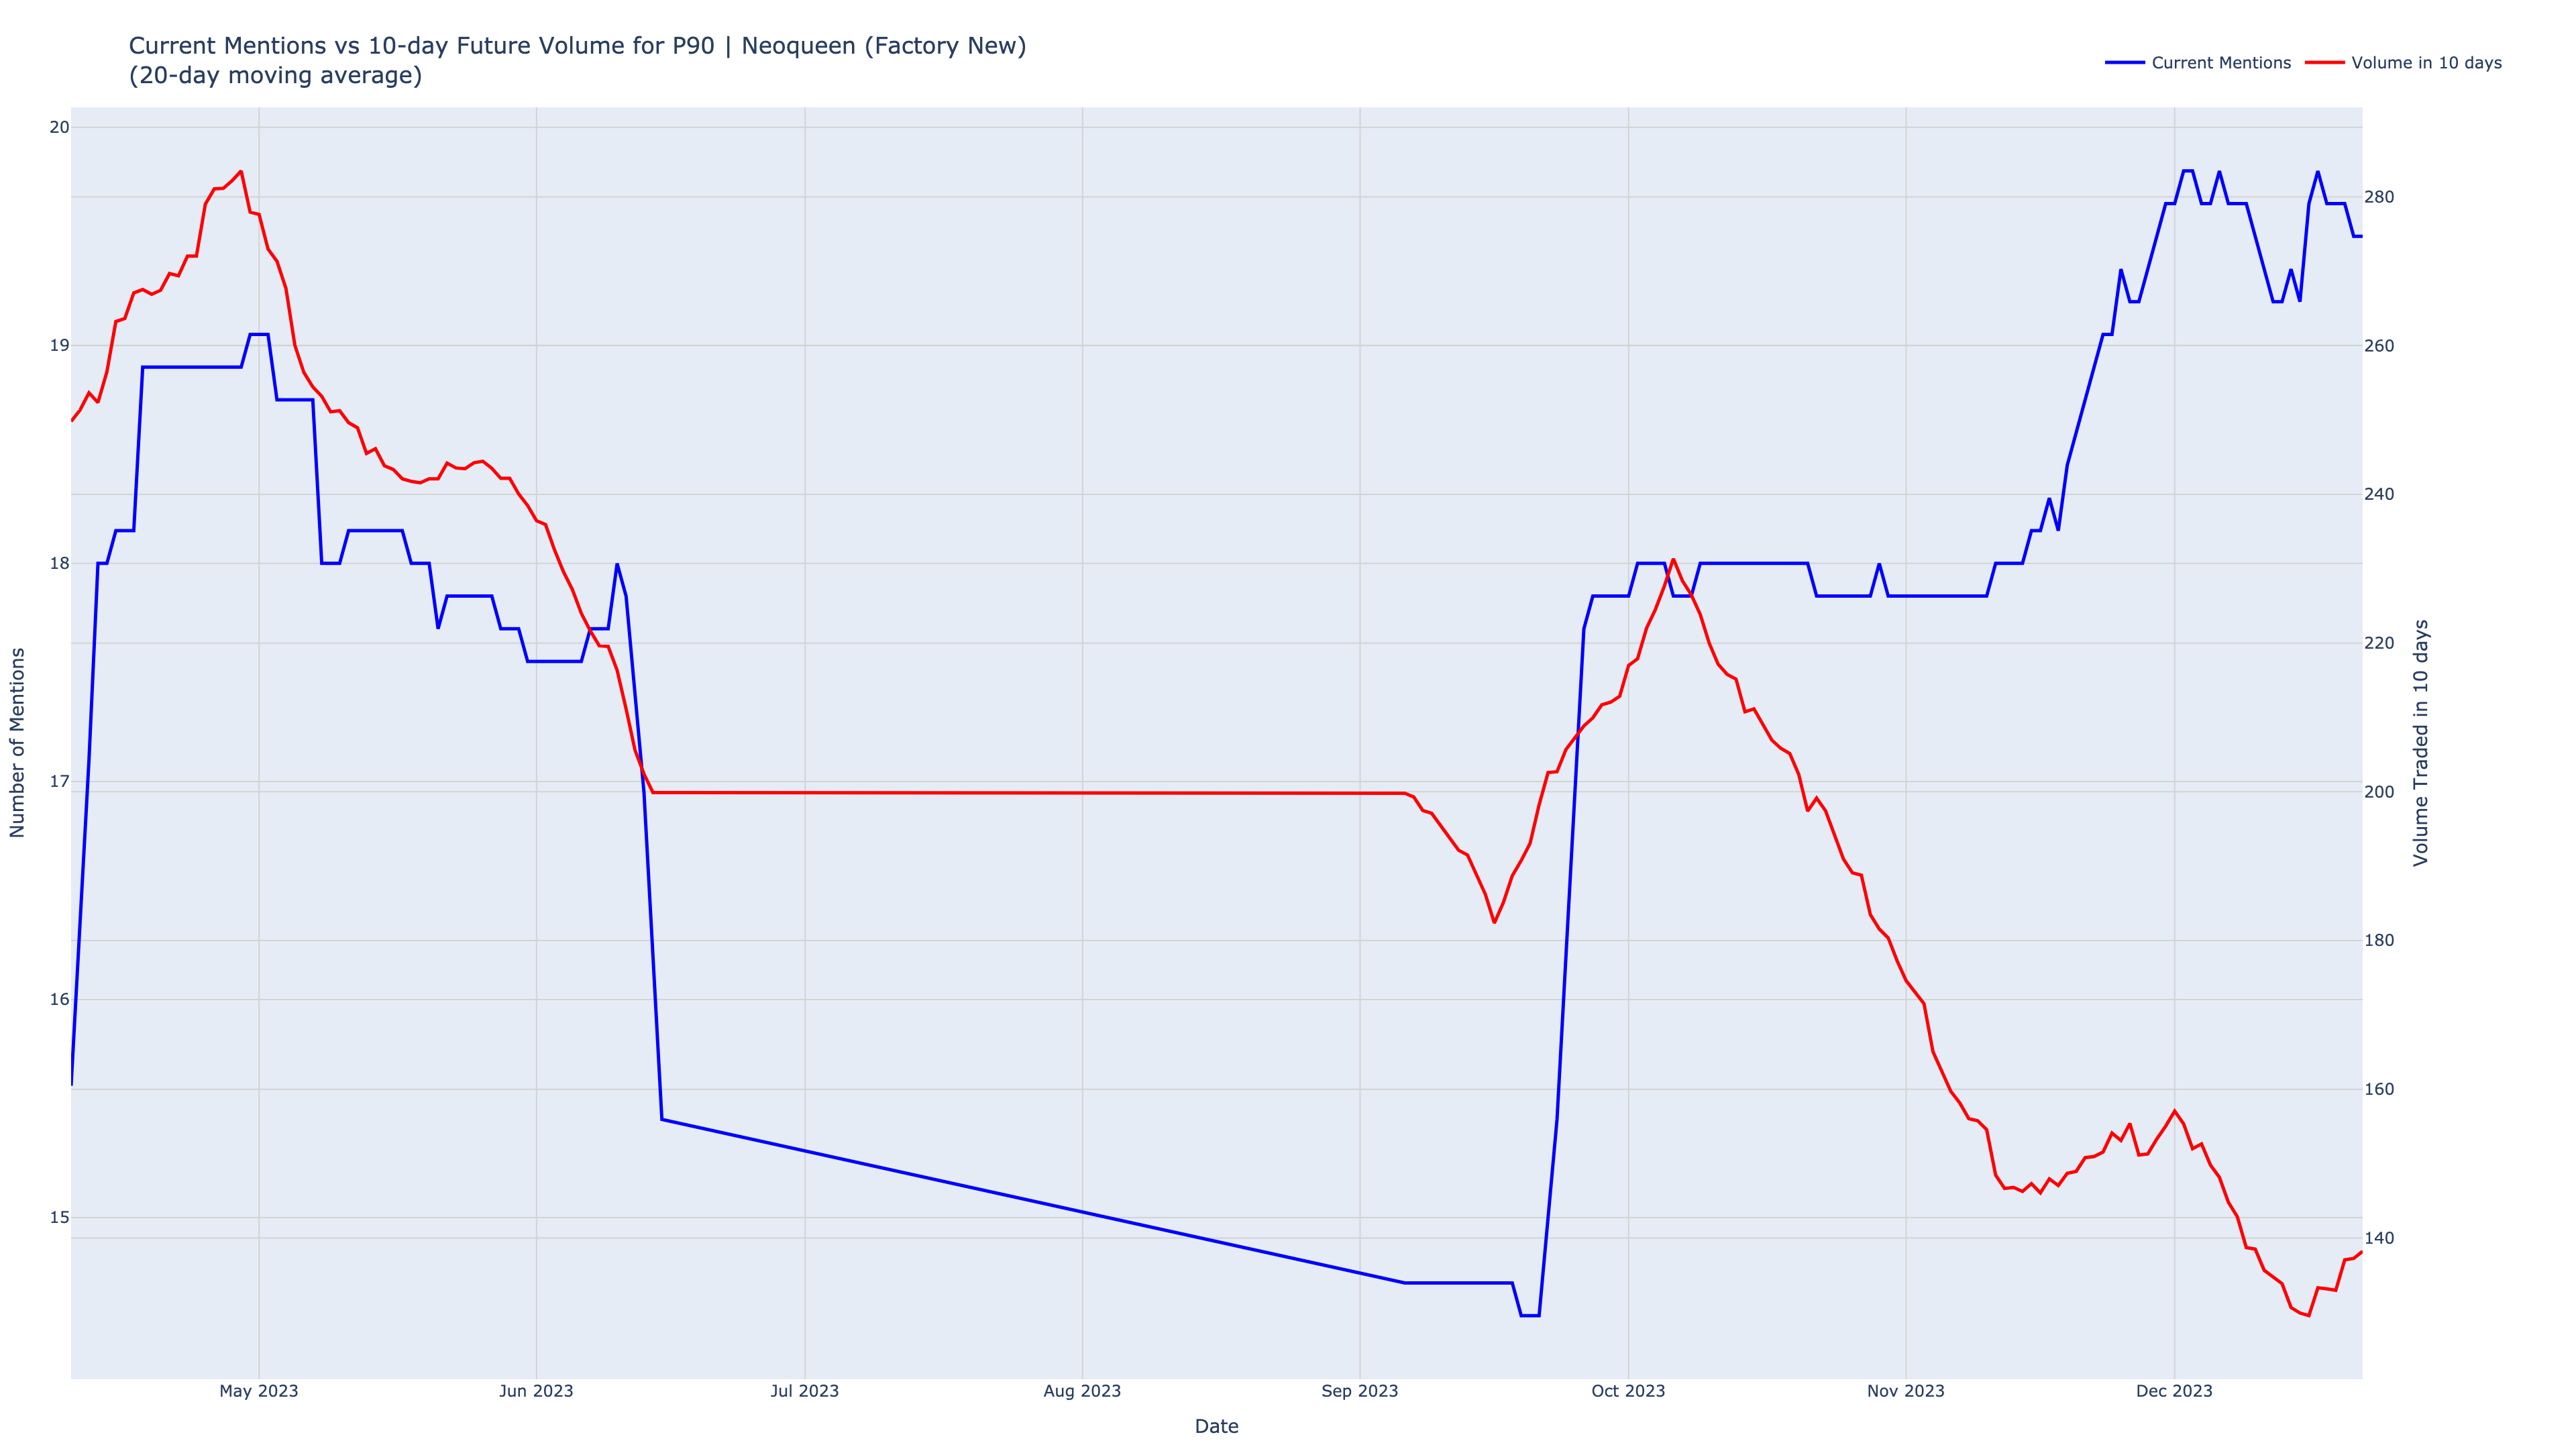 Current Mentions vs 10-day Future Volume for P90 | Neoqueen (Factory New)
(20-day moving average)
Current Mentions
Volume in 10 days
Number of Mentions
20
19
18
17
16
15
280
260
240
220
200
180
160
140
Volume Traded in 10 days
May 2023
Jun 2023
Jul 2023
Aug 2023
Sep 2023
Oct 2023
Nov 2023
Dec 2023
Date